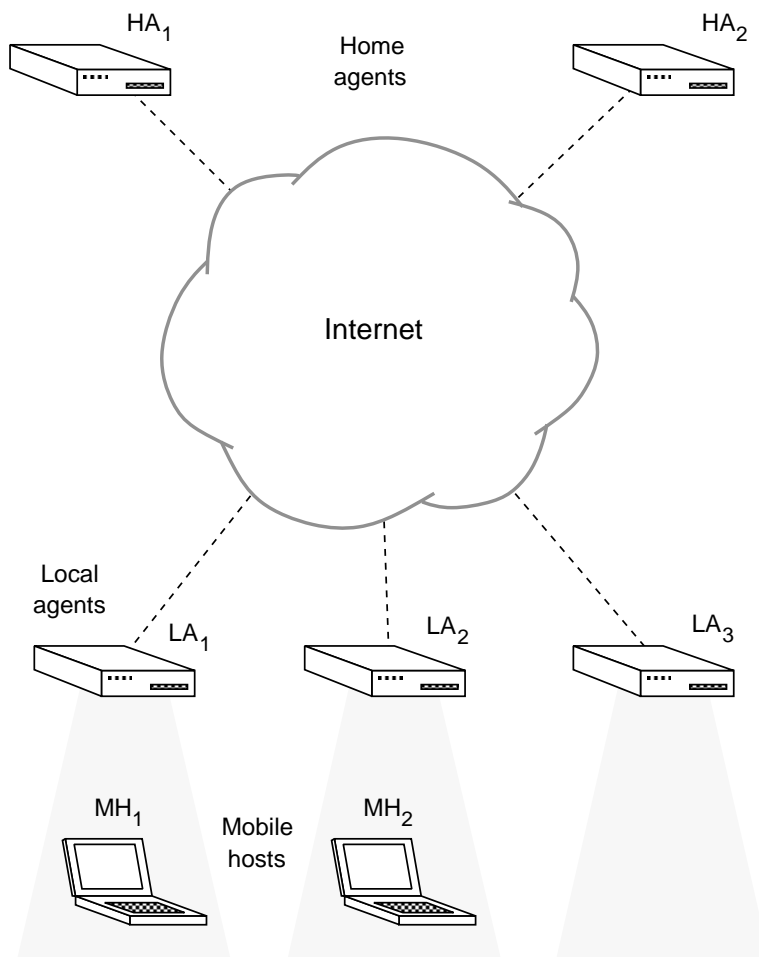 HA1
Home
agents
HA2
Internet
Local
agents
LA1
LA2
LA3
MH1
Mobile
hosts
MH2